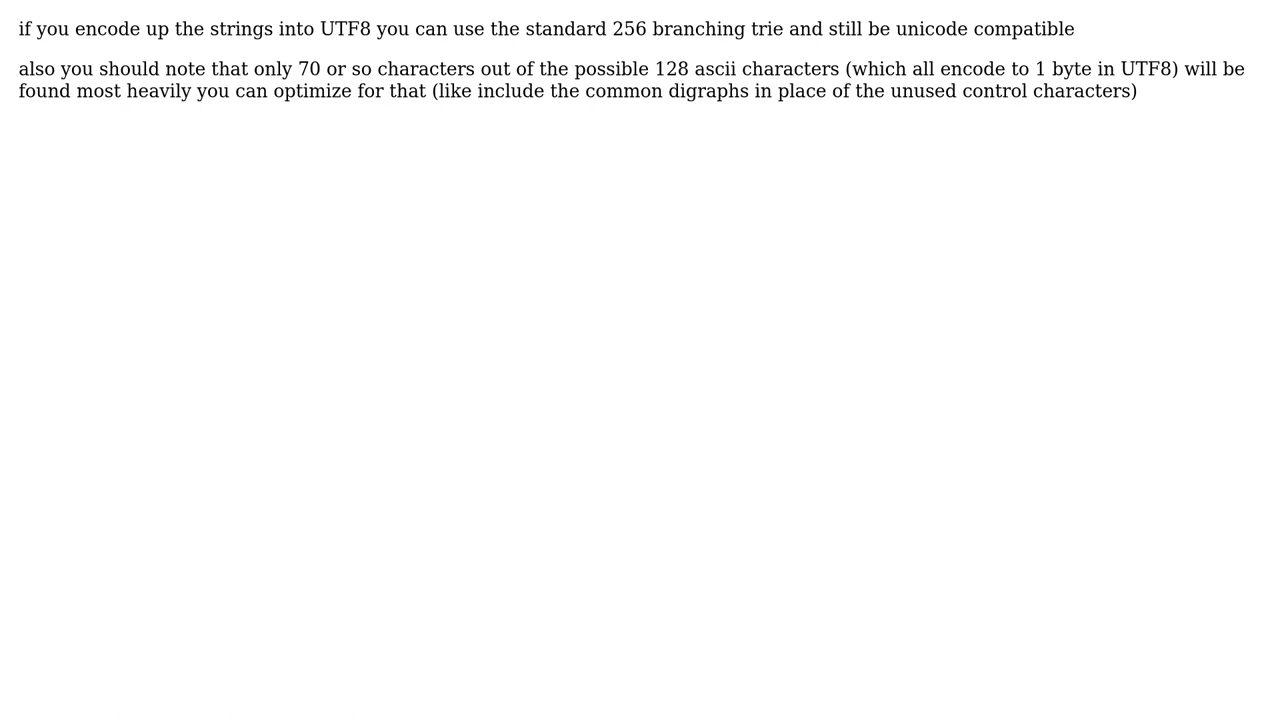 if you encode up the strings into UTF8 you can use the standard 256 branching trie and still be unicode compatible
also you should note that only 70 or so characters out of the possible 128 ascii characters (which all encode to 1 byte in UTF8) will be
found most heavily you can optimize for that (like include the common digraphs in place of the unused control characters)